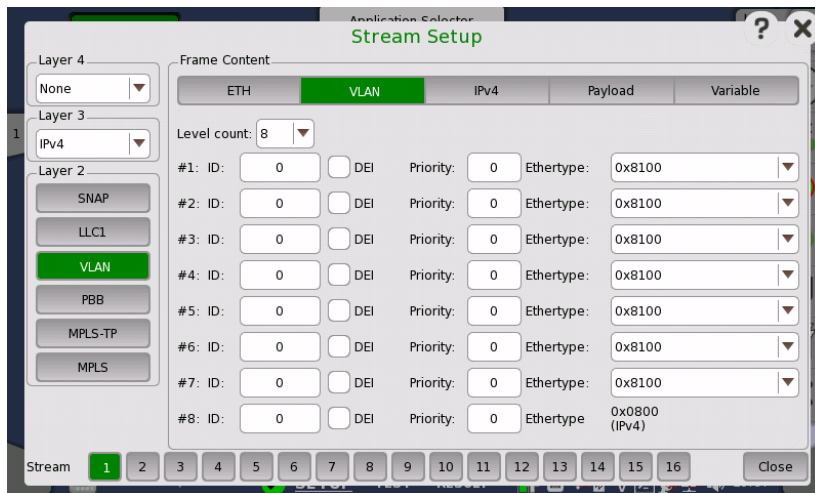 Application Selector
Stream Setup
? X
Layer 4
Frame Content
None
ETH VLAN IPv4 Payload Variable
Layer 3
1
IPv4
Level count: 8
Layer 2
#1: ID: 0 DEI Priority: 0 Ethertype: 0x8100
SNAP
#2: ID: 0 DEI Priority: 0 Ethertype: 0x8100
LLC1
#3: ID: 0 DEI Priority: 0 Ethertype: 0x8100
VLAN
#4: ID: 0 DEI Priority: 0 Ethertype: 0x8100
PBB
#5: ID: 0 DEI Priority: 0 Ethertype: 0x8100
MPLS-TP
#6: ID: 0 DEI Priority: 0 Ethertype: 0x8100
MPLS
#7: ID: 0 DEI Priority: 0 Ethertype: 0x8100
#8: ID: 0 DEI Priority: 0 Ethertype 0x0800
(IPv4)
Stream 1 2 3 4 5 6 7 8 9 10 11 12 13 14 15 16 Close